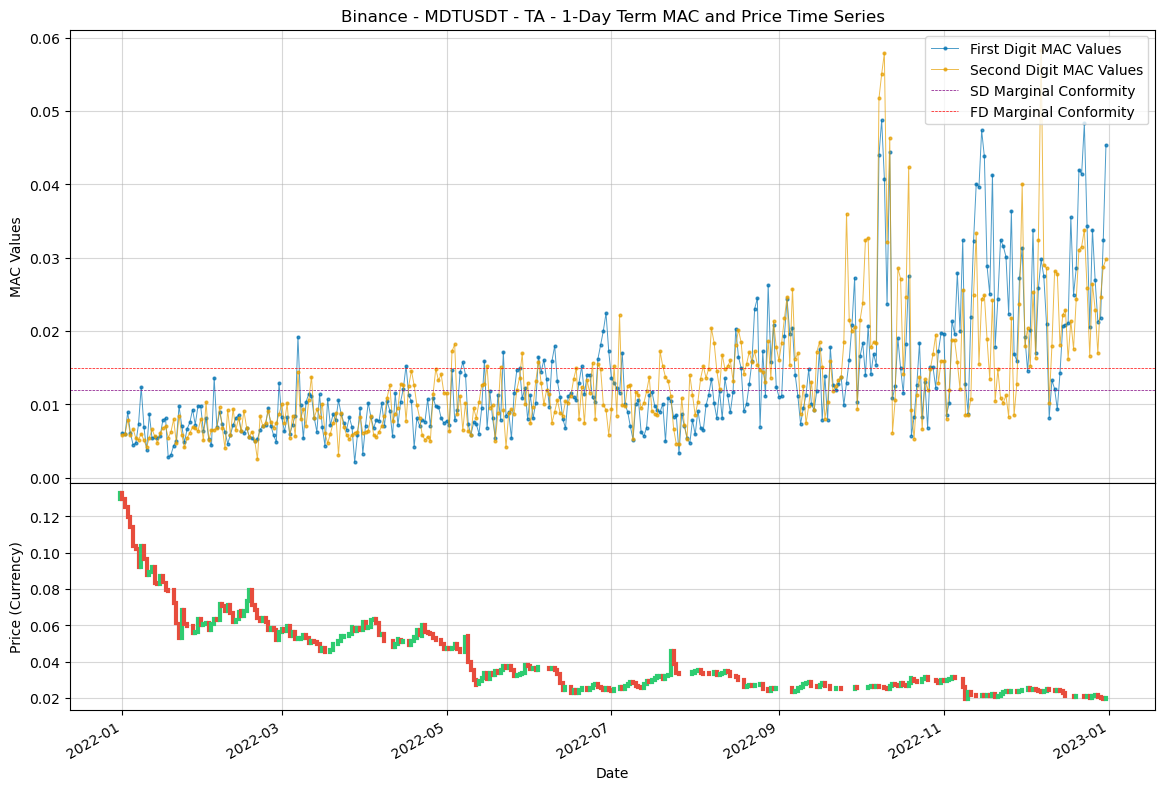 Binance - MDTUSDT - TA - 1-Day Term MAC and Price Time Series
First Digit MAC Values
Second Digit MAC Values
SD Marginal Conformity
FD Marginal Conformity
MAC Values
0.06
0.05
0.04
0.03
0.02
0.01
0.00
Price (Currency)
0.12
0.10
0.08
0.06
0.04
0.02
2022-01
2022-03
2022-05
2022-07
2022-09
2022-11
2023-01
Date